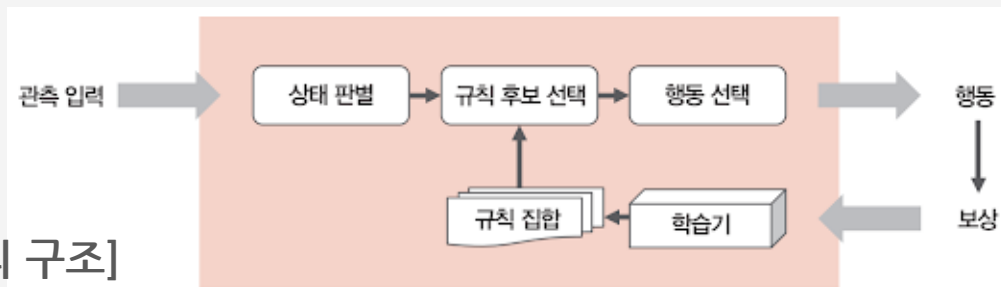 관측 입력
상태 판별
규칙 후보 선택
행동 선택
행동
규칙 집합
학습기
보상
구조]